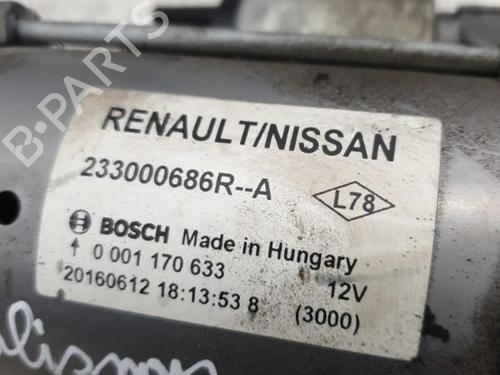 RENAULT/NISSAN
233000686R--A
L78
BOSCH Made in Hungary
↑ 0 001 170 633
12V
20160612 18:13:53 8
(3000)
B-PARTS